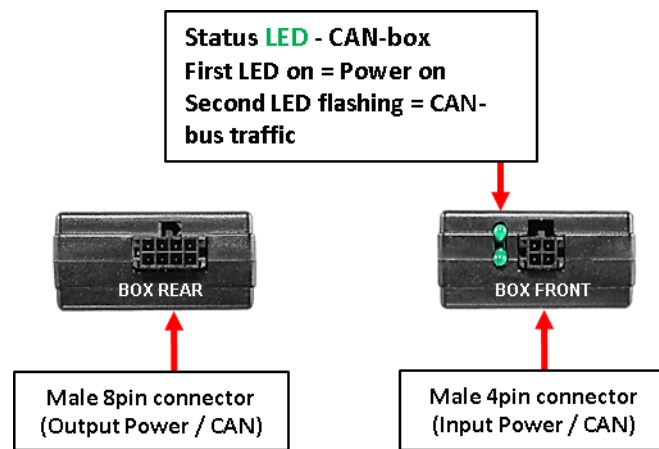 Status LED - CAN-box
First LED on = Power on
Second LED flashing = CAN-
bus traffic
BOX REAR
BOX FRONT
Male 8pin connector
(Output Power / CAN)
Male 4pin connector
(Input Power / CAN)